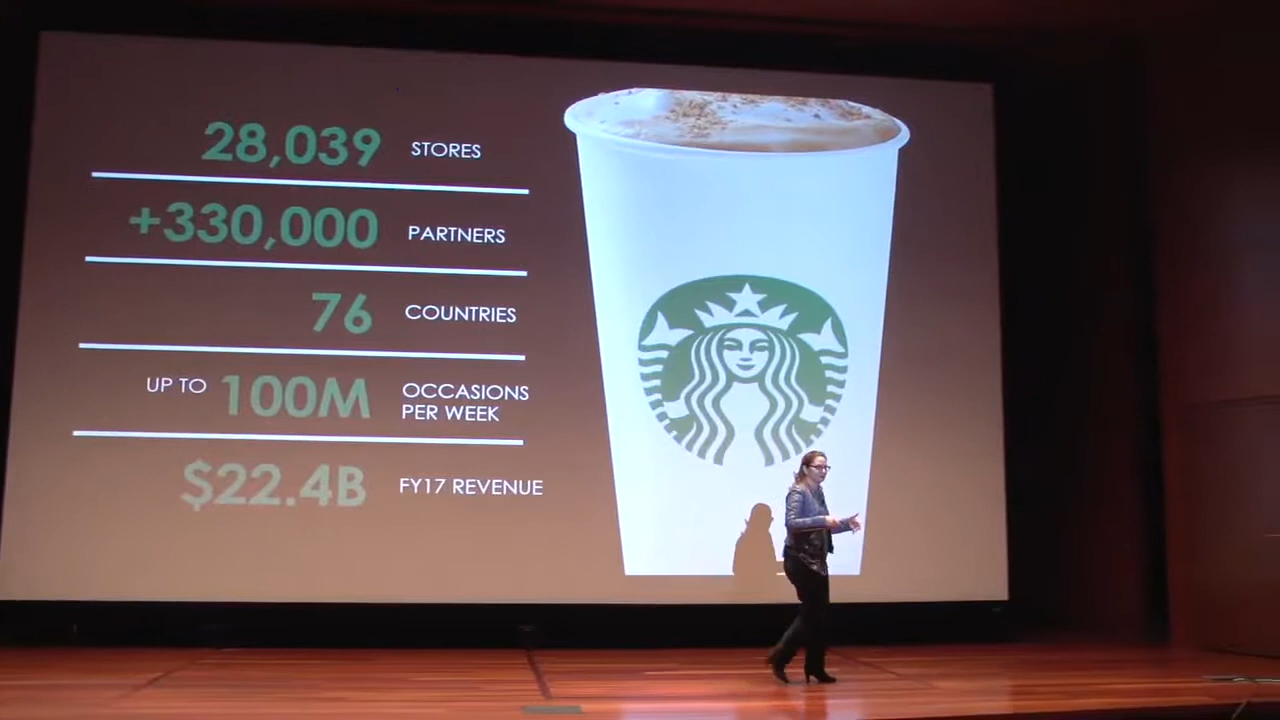 28,039 STORES
+330,000 PARTNERS
76 COUNTRIES
UP TO 100M OCCASIONS
PER WEEK
$22.4B FY17 REVENUE